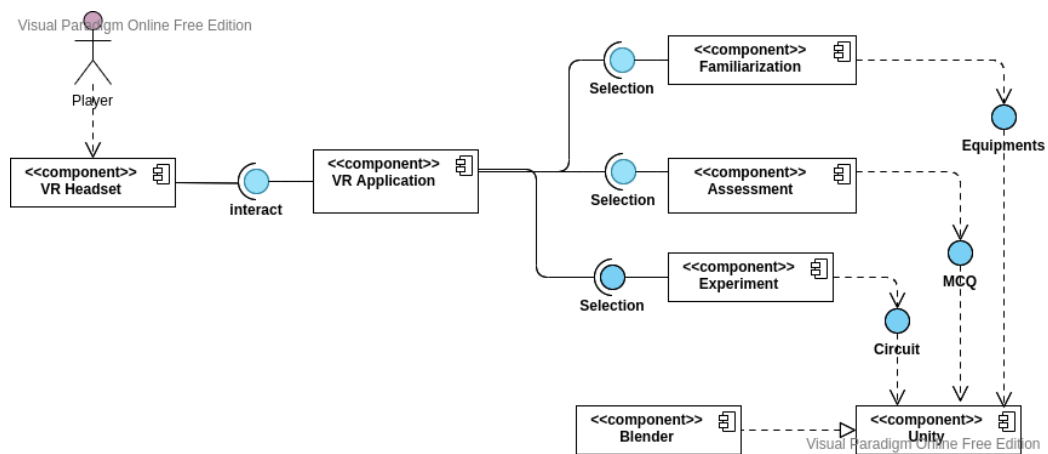 Visual Paradigm Online Free Edition
Player
<<component>>
VR Headset
interact
<<component>>
VR Application
Selection
<<component>>
Familiarization
Equipments
Selection
<<component>>
Assessment
MCQ
Selection
<<component>>
Experiment
Circuit
<<component>>
Blender
<<component>>
Unity
Visual Paradigm Online Free Edition